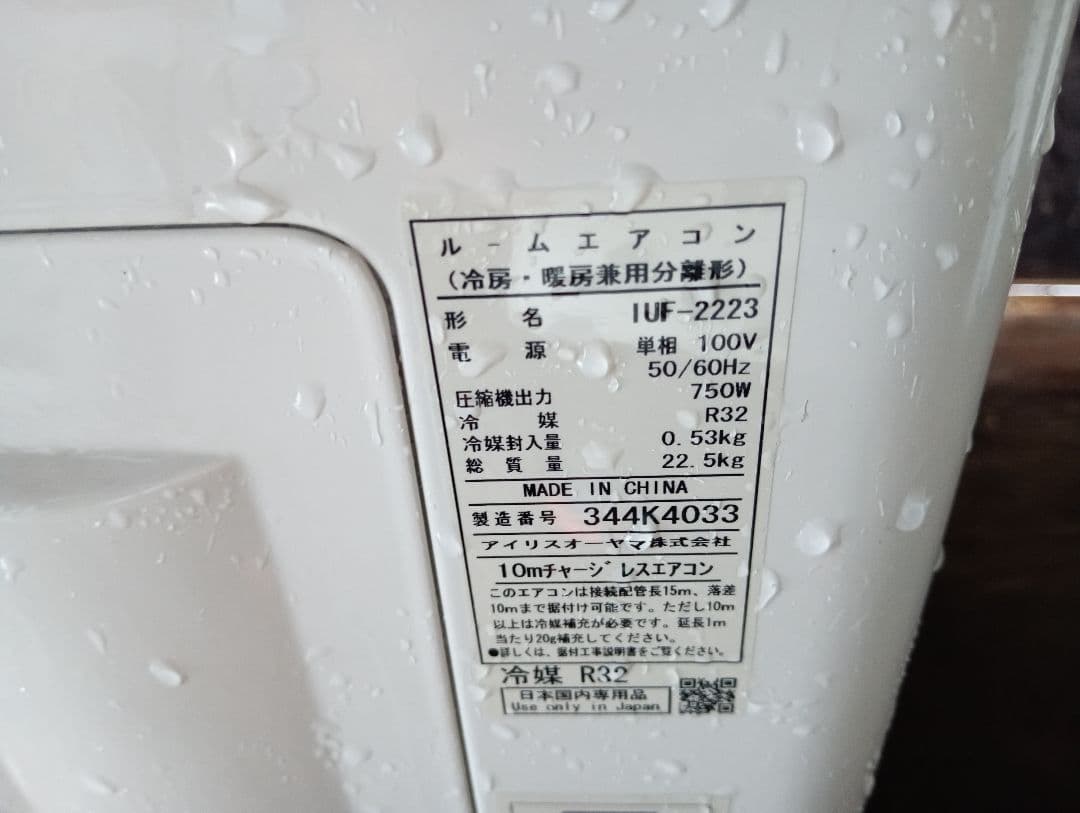 ルームエアコン
(冷房・暖房兼用分離形)
形名 IUF-2223
電源 単相 100V
50/60Hz
圧縮機出力 750W
冷媒 R32
冷媒封入量 0.53kg
総質量 22.5kg
MADE IN CHINA
製造番号 344K4033
アイリスオーヤマ株式会社
10mチャージレスエアコン
このエアコンは接続配管長15m、落差
10mまで据付け可能です。ただし10m
以上は冷媒補充が必要です。延長1m
当たり20g補充してください。
●詳しくは、据付工事説明書をご覧ください。
冷媒 R32
日本国内専用品
Use only in Japan